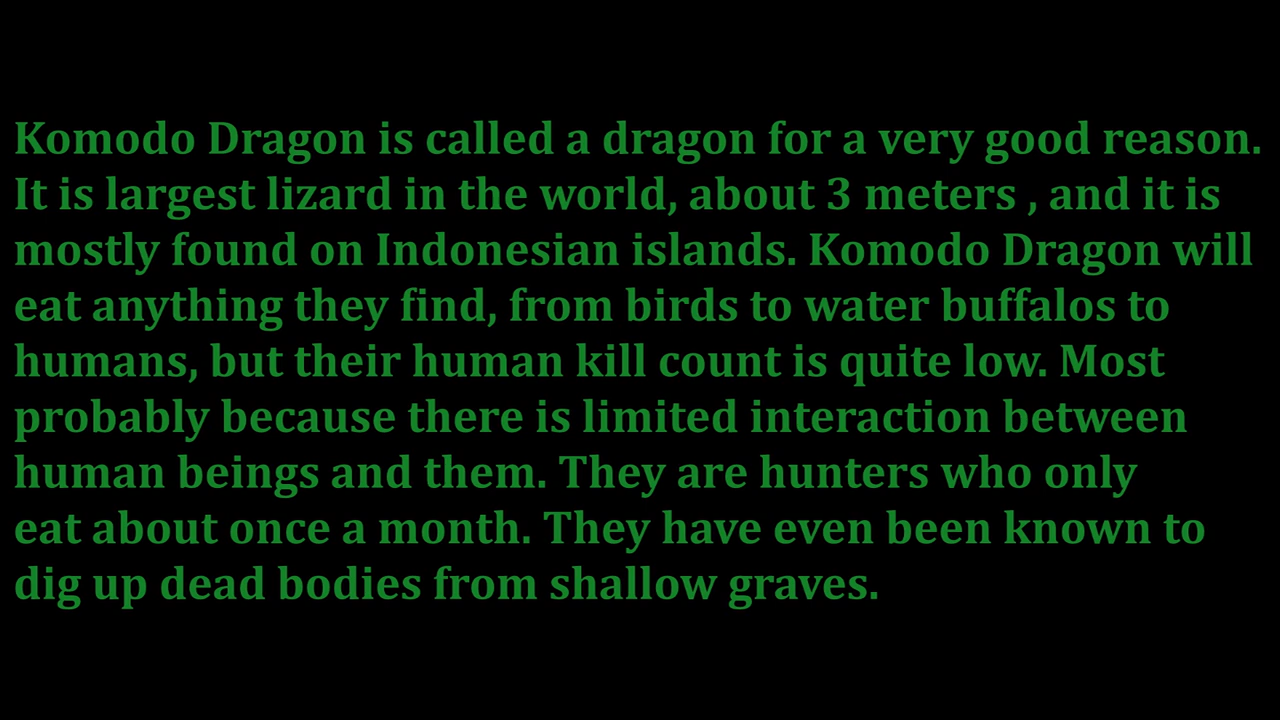 Komodo Dragon is called a dragon for a very good reason.
It is largest lizard in the world, about 3 meters , and it is
mostly found on Indonesian islands. Komodo Dragon will
eat anything they find, from birds to water buffalos to
humans, but their human kill count is quite low. Most
probably because there is limited interaction between
human beings and them. They are hunters who only
eat about once a month. They have even been known to
dig up dead bodies from shallow graves.